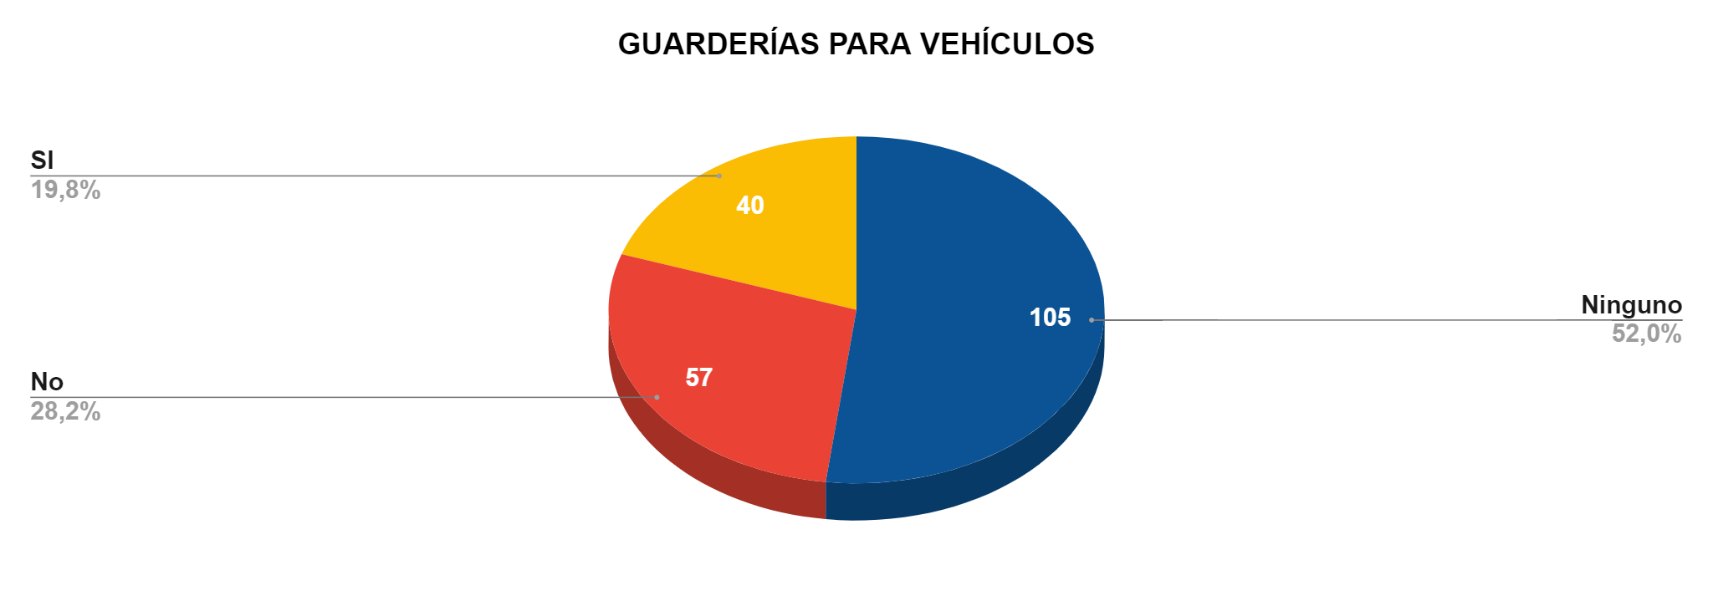 GUARDERÍAS PARA VEHÍCULOS
SI
19,8%
40
105
Ninguno
52,0%
57
No
28,2%